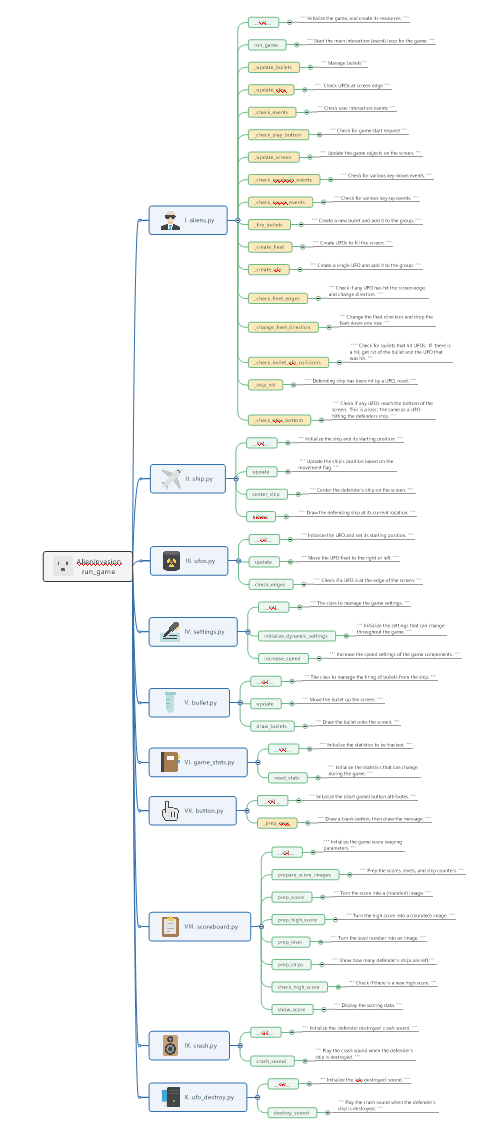 __init__
''' Initialize the game, and create its resources. '''
run_game
''' Start the main interaction (event) loop for the game. '''
_update_bullets
''' Manage bullets'''
_update_
''' Check UFOs at screen edge '''
_check_events
''' Check user interaction events '''
_check_play_button
''' Check for game start request '''
_update_screen
''' Update the game objects on the screen. '''
_check_keydown_events
''' Check for various key-down events. '''
_check_keyup_events
''' Check for various key-up events. '''
_fire_bullets
''' Create a new bullet and add it to the group. '''
_create_fleet
''' Create UFOs to fill the screen. '''
_create_ufo
''' Create a single UFO and add it to the group. '''
_check_fleet_edges
''' Check if any UFO has hit the screen edge,
and change direction. '''
_change_fleet_direction
''' Change the fleet direction and drop the
fleet down one row. '''
_check_bullet_ufo_collisions
''' Check for bullets that hit UFOs. If there is
a hit, get rid of the bullet and the UFO that
was hit. '''
_ship_hit
''' Defending ship has been hit by a UFO, reset. '''
_check_ufos_bottom
''' Check if any UFOs reach the bottom of the
screen. This is a loss; the same as a UFO
hitting the defenders ship. '''
I. aliens.py
__init__
''' Initialize the ship and its starting position. '''
update
''' Update the ships position based on the
movement flag. '''
center_ship
''' Center the defender's ship on the screen. '''
''' Draw the defending ship at its current location. '''
II. ship.py
__init__
''' Initialize the UFO and set its starting position. '''
update
''' Move the UFO fleet to the right or left. '''
check_edges
''' Check if a UFO is at the edge of the screen. '''
III. ufos.py
AlienInvasion
run_game
__init__
''' The class to manage the game settings. '''
initialize_dynamic_settings
''' Initialize the settings that can change
throughout the game. '''
increase_speed
''' Increase the speed settings of the game components. '''
IV. settings.py
__init__
''' The class to manage the firing of bullets from the ship. '''
update
''' Move the bullet up the screen. '''
draw_bullets
''' Draw the bullet onto the screen. '''
V. bullet.py
__init__
''' Initialize the statistics to be tracked. '''
reset_stats
''' Initialize the statistics that can change
during the game. '''
VI. game_stats.py
__init__
''' Initialize the (start game) button attributes. '''
_prep_
''' Draw a blank button, then draw the message. '''
VII. button.py
__init__
''' Initialize the game score keeping
parameters. '''
prepare_score_images
''' Prep the scores, levels, and ship counters. '''
prep_score
''' Turn the score into a (rounded) image. '''
prep_high_score
''' Turn the high score into a (rounded) image. '''
prep_level
''' Turn the level number into an image. '''
prep_ships
''' Show how many defender's ships are left.'''
check_high_score
''' Check if there is a new high score. '''
show_score
''' Display the scoring data. '''
VIII. scoreboard.py
__init__
''' Initialize the 'defender destroyed' crash sound. '''
crash_sound
''' Play the crash sound when the defender's
ship is destroyed. '''
IX. crash.py
__init__
''' Initialize the 'ufo destroyed' sound. '''
destroy_sound
''' Play the crash sound when the defender's
ship is destroyed. '''
X. ufo_destroy.py